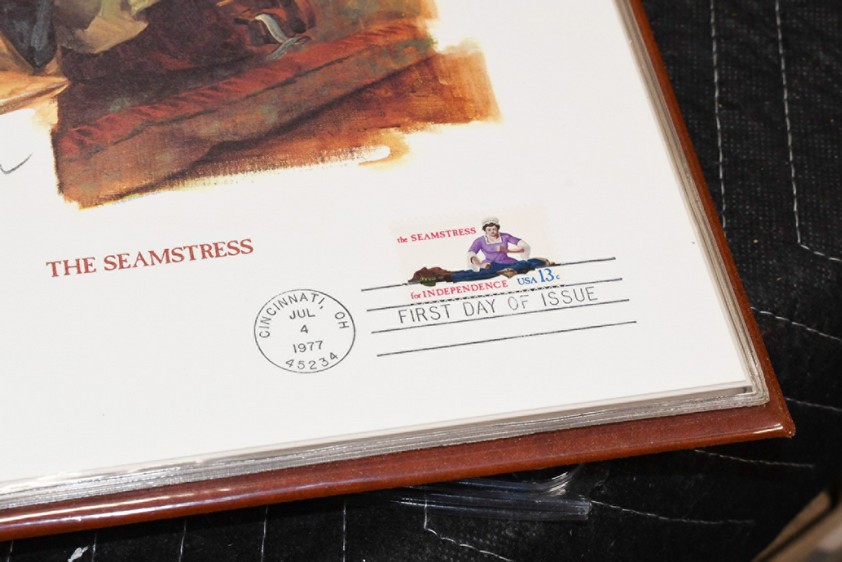 THE SEAMSTRESS
the SEAMSTRESS
for INDEPENDENCE USA 13c
FIRST DAY OF ISSUE
CINCINNATI, OH
JUL
4
1977
45234